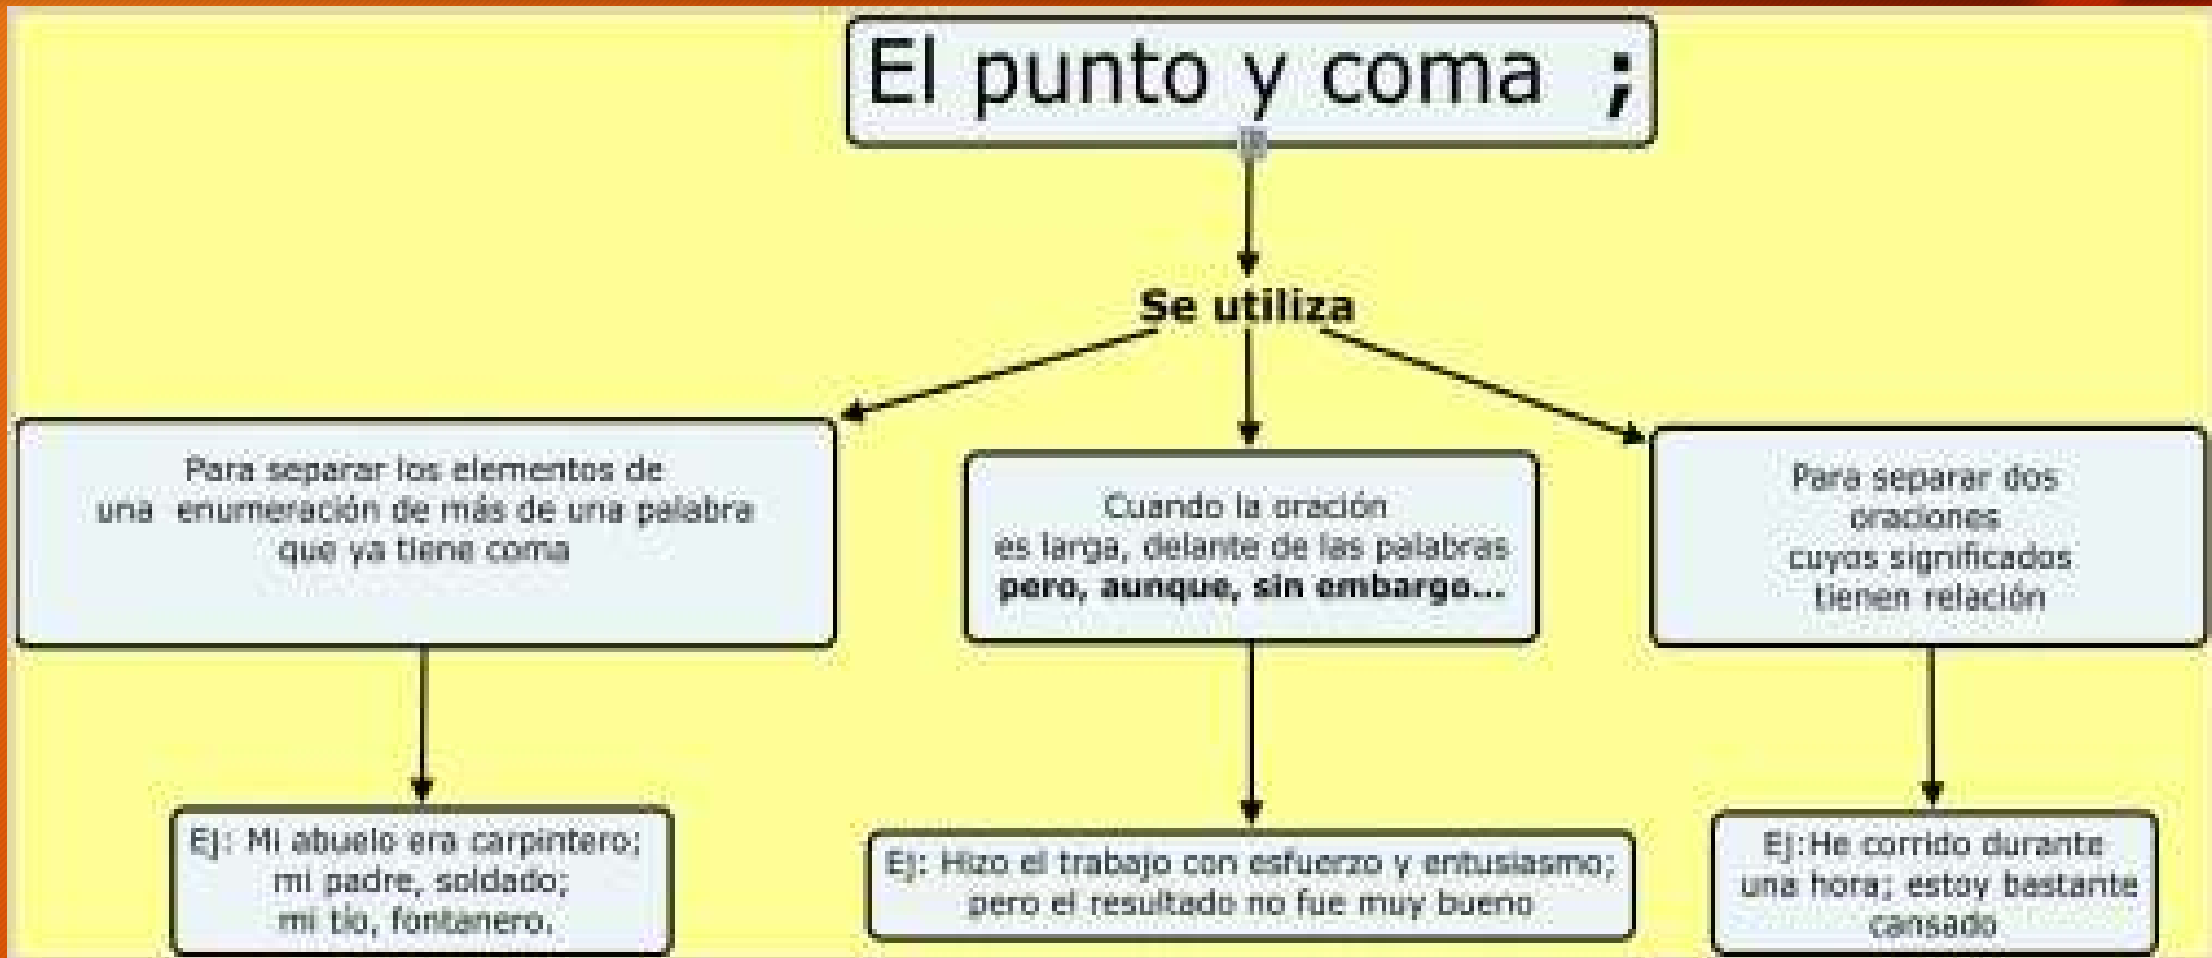 El punto y coma ;
Se utiliza
Para separar los elementos de
una enumeración de más de una palabra
que ya tiene coma
Cuando la oración
es larga, delante de las palabras
pero, aunque, sin embargo...
Para separar dos
oraciones
cuyos significados
tienen relación
Ej: Mi abuelo era carpintero;
mi padre, soldado;
mi tío, fontanero.
Ej: Hizo el trabajo con esfuerzo y entusiasmo;
pero el resultado no fue muy bueno
Ej:He corrido durante
una hora; estoy bastante
cansado